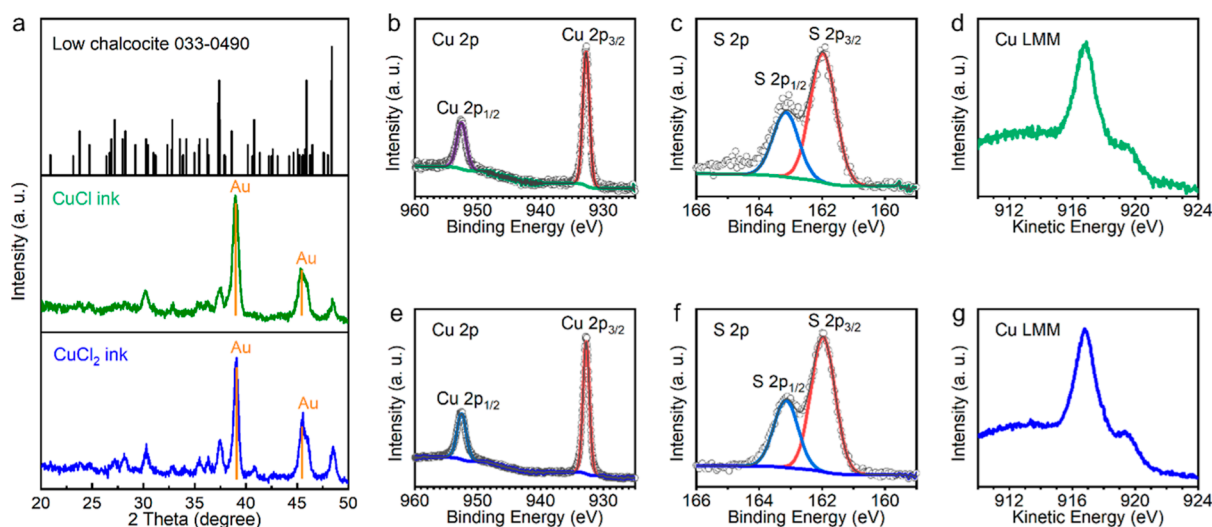 a
Low chalcocite 033-0490
CuCl ink
Au
Au
CuCl₂ ink
Au
Au
Intensity (a. u.)
20 25 30 35 40 45 50
2 Theta (degree)
b
Cu 2p
Cu 2p3/2
Cu 2p1/2
Intensity (a. u.)
960 950 940 930
Binding Energy (eV)
c
S 2p
S 2p3/2
S 2p1/2
Intensity (a. u.)
166 164 162 160
Binding Energy (eV)
d
Cu LMM
Intensity (a. u.)
912 916 920 924
Kinetic Energy (eV)
e
Cu 2p
Cu 2p3/2
Cu 2p1/2
Intensity (a. u.)
960 950 940 930
Binding Energy (eV)
f
S 2p
S 2p3/2
S 2p1/2
Intensity (a. u.)
166 164 162 160
Binding Energy (eV)
g
Cu LMM
Intensity (a. u.)
912 916 920 924
Kinetic Energy (eV)